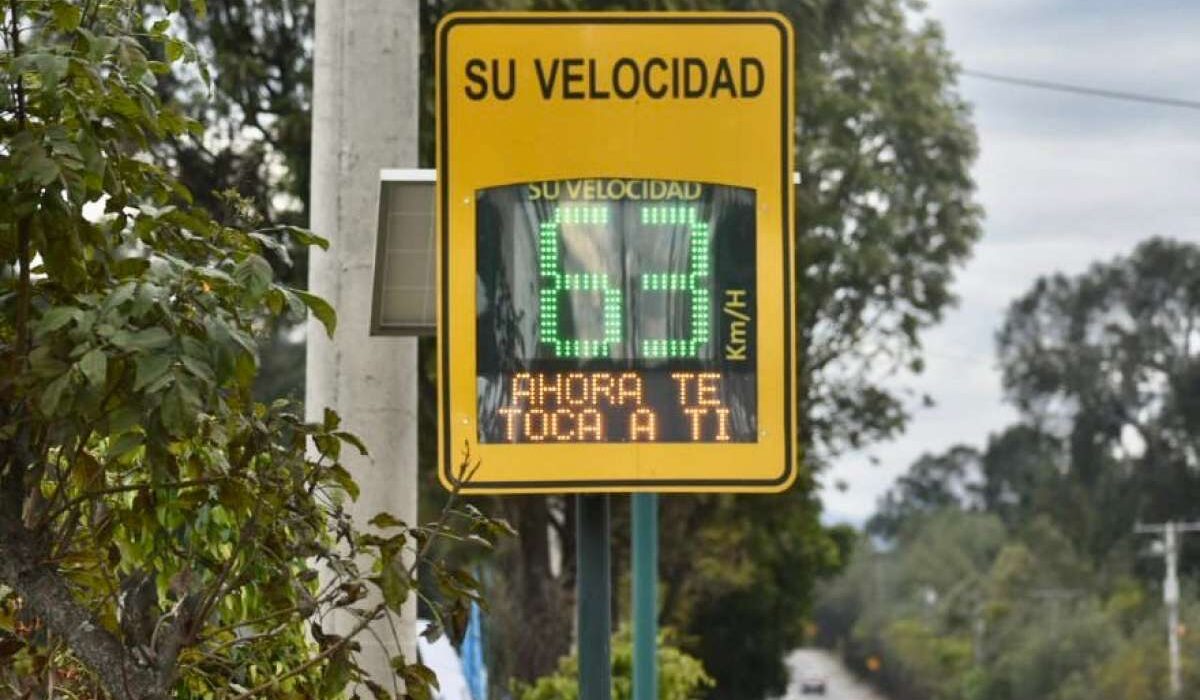 SU VELOCIDAD
SU VELOCIDAD
63
Km/H
AHORA TE
TOCA A TI